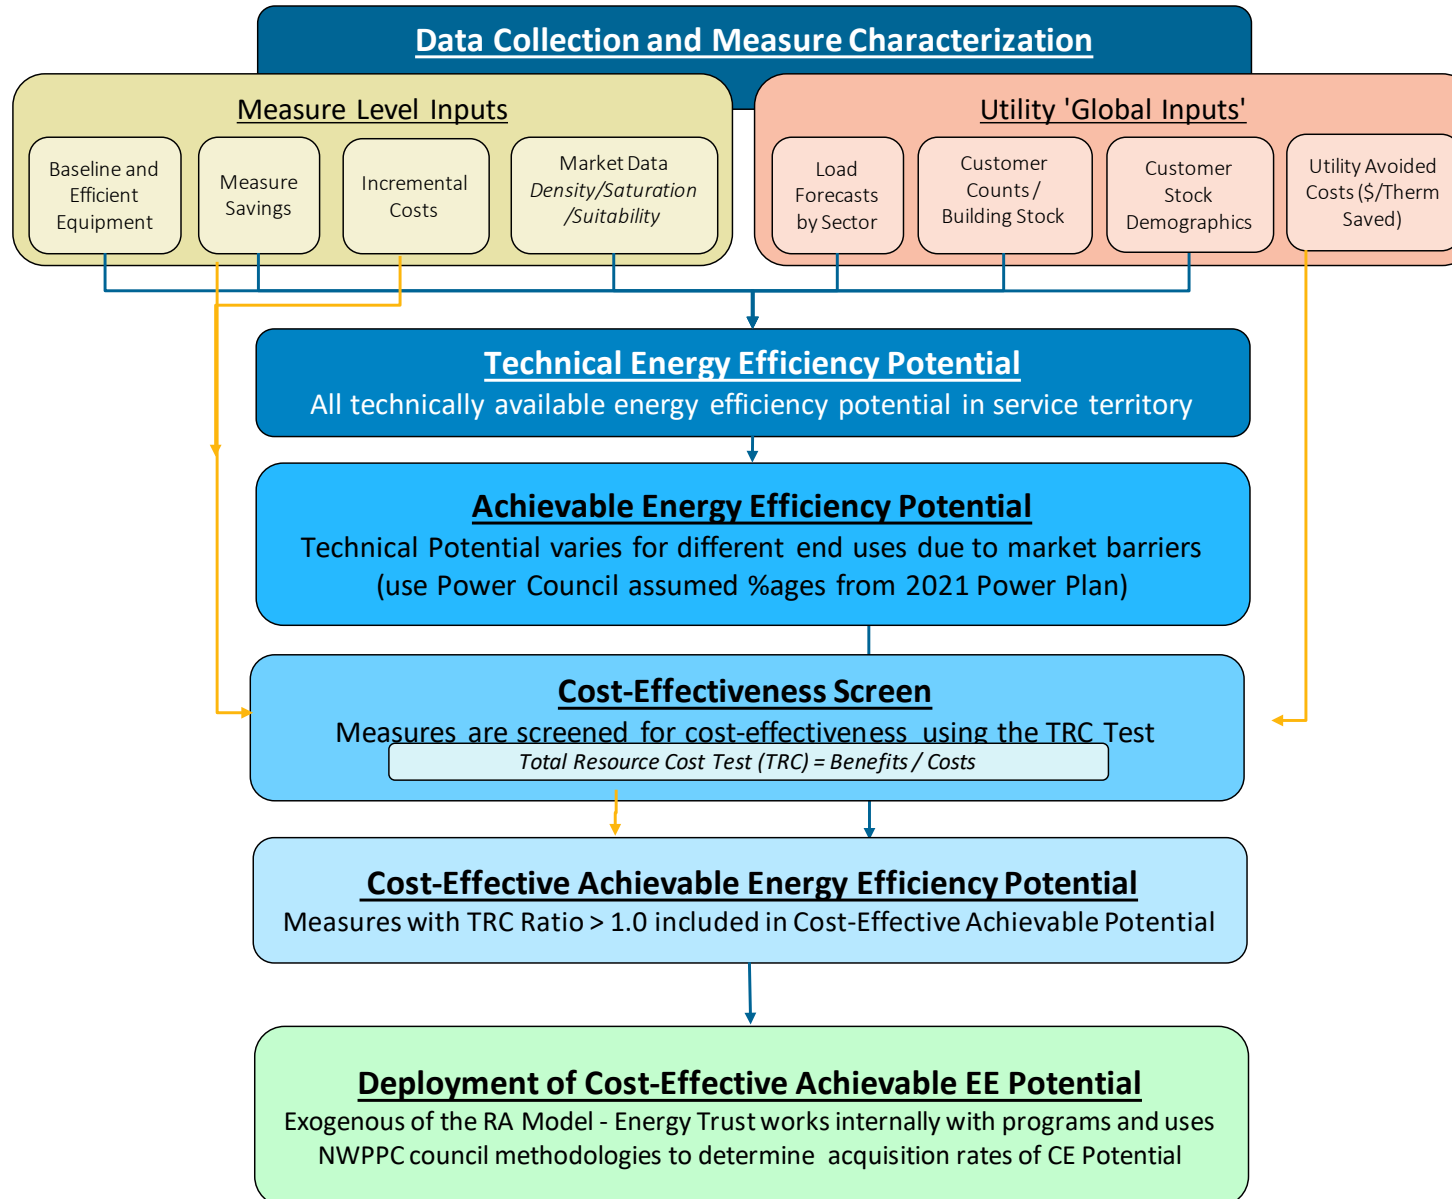 Data Collection and Measure Characterization
Measure Level Inputs
Baseline and
Efficient
Equipment
Measure
Savings
Incremental
Costs
Market Data
Density/Saturation
/Suitability
Utility 'Global Inputs'
Load
Forecasts
by Sector
Customer
Counts /
Building Stock
Customer
Stock
Demographics
Utility Avoided
Costs ($/Therm
Saved)
Technical Energy Efficiency Potential
All technically available energy efficiency potential in service territory
Achievable Energy Efficiency Potential
Technical Potential varies for different end uses due to market barriers
(use Power Council assumed %ages from 2021 Power Plan)
Cost-Effectiveness Screen
Measures are screened for cost-effectiveness using the TRC Test
Total Resource Cost Test (TRC) = Benefits / Costs
Cost-Effective Achievable Energy Efficiency Potential
Measures with TRC Ratio > 1.0 included in Cost-Effective Achievable Potential
Deployment of Cost-Effective Achievable EE Potential
Exogenous of the RA Model - Energy Trust works internally with programs and uses
NWPPC council methodologies to determine acquisition rates of CE Potential